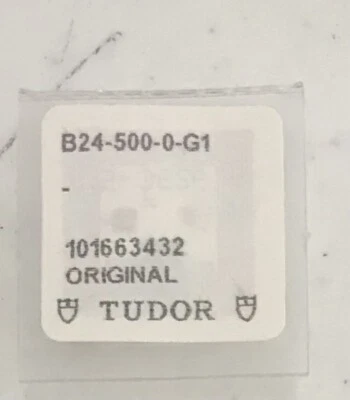 B24-500-0-G1
-
101663432
ORIGINAL
TUDOR